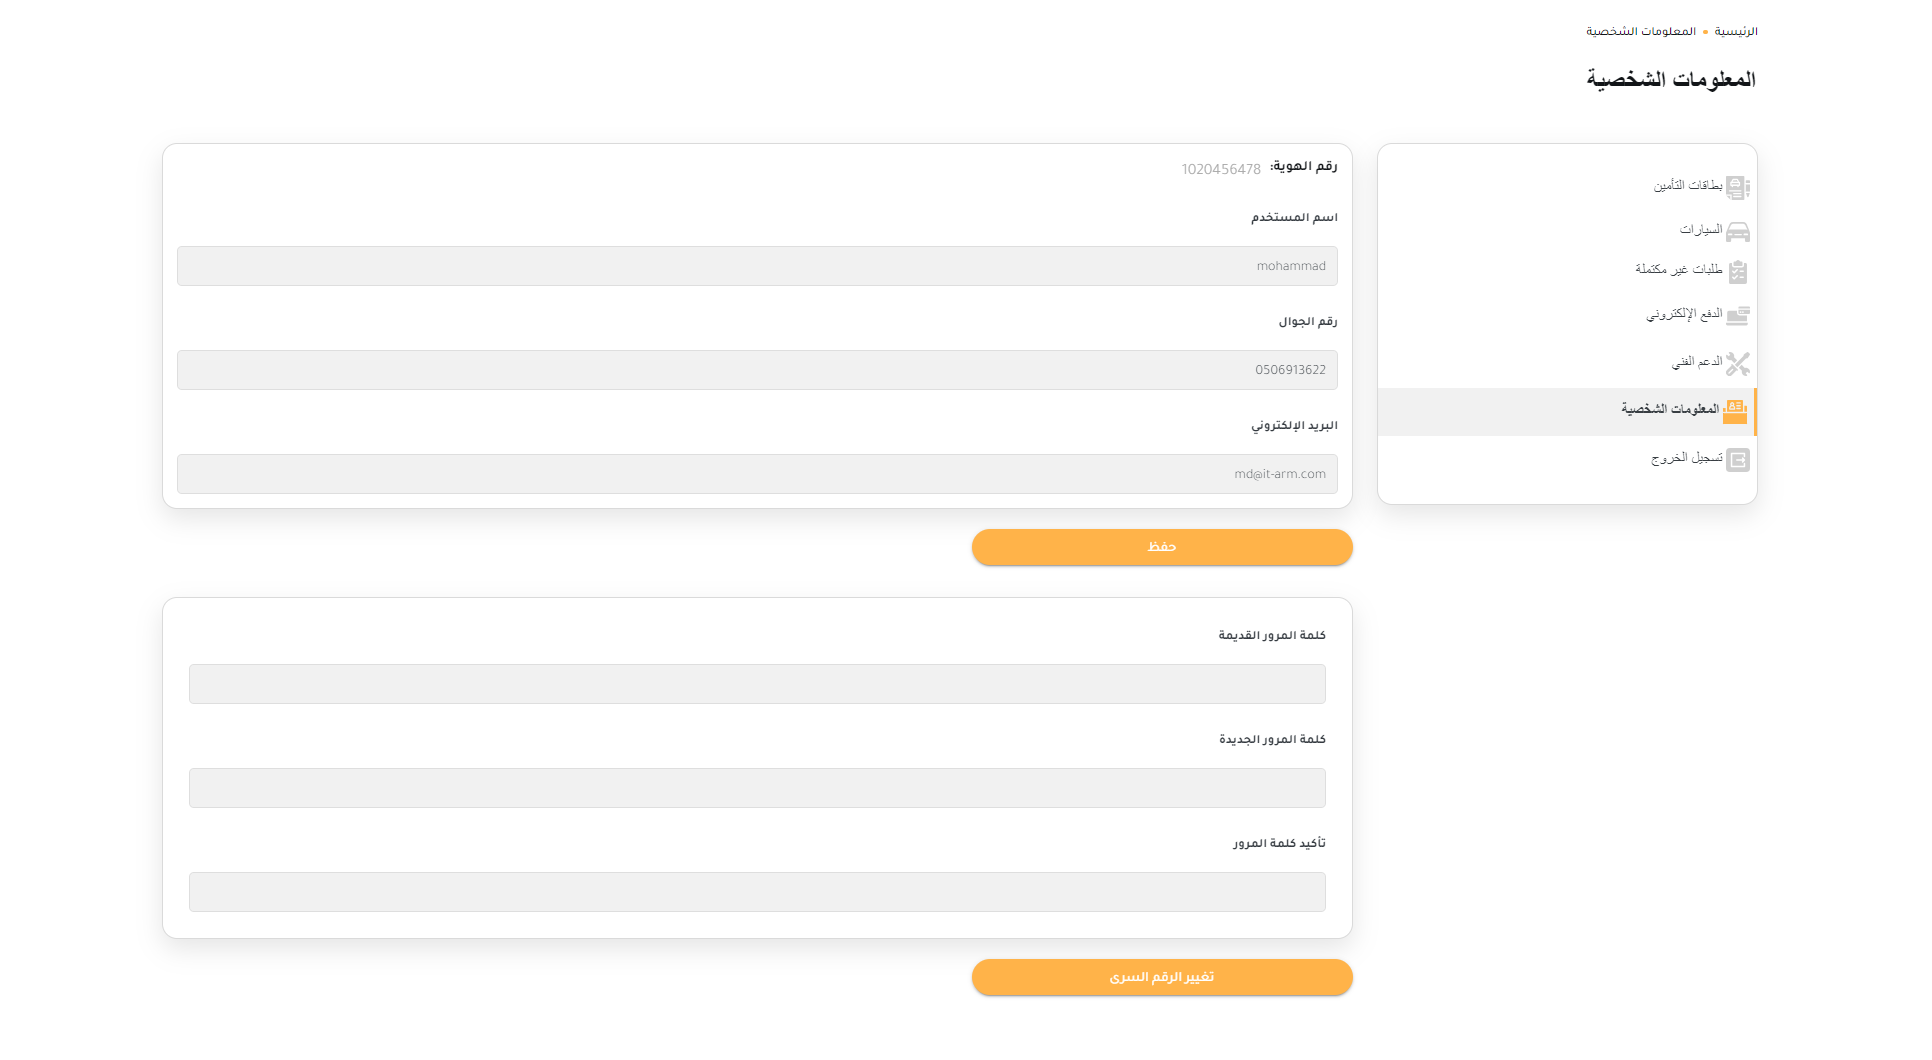 الرئيسية • المعلومات الشخصية
المعلومات الشخصية
بطاقات التأمين
السيارات
طلبات غير مكتملة
الدفع الإلكتروني
الدعم الفني
المعلومات الشخصية
تسجيل الخروج
رقم الهوية: 1020456478
اسم المستخدم
mohammad
رقم الجوال
0506913622
البريد الإلكتروني
md@it-arm.com
حفظ
كلمة المرور القديمة
كلمة المرور الجديدة
تأكيد كلمة المرور
تغيير الرقم السرى